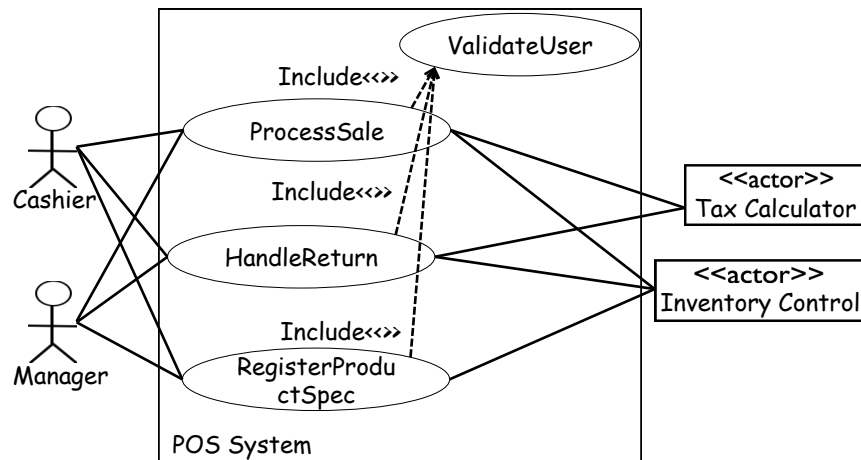 ValidateUser
Include<<>>
ProcessSale
Cashier
<<actor>>
Tax Calculator
Include<<>>
HandleReturn
<<actor>>
Inventory Control
Include<<>>
Manager
RegisterProdu
ctSpec
POS System